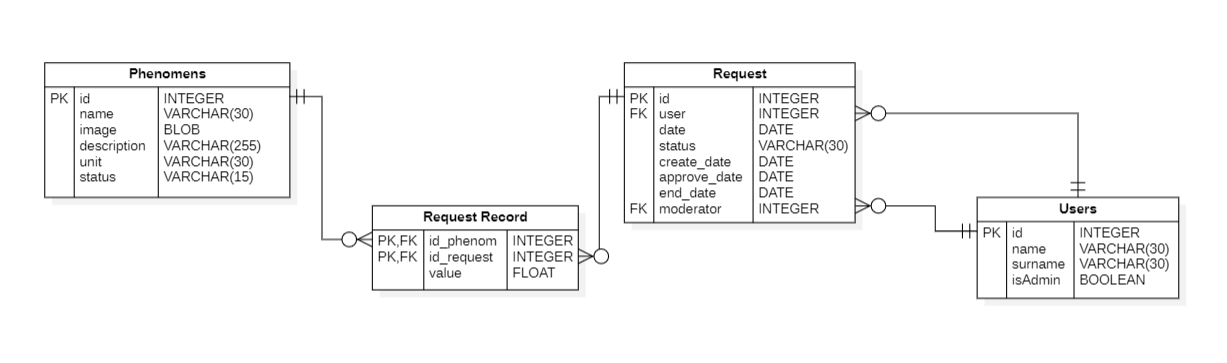 Phenomens
PK id INTEGER
name VARCHAR(30)
image BLOB
description VARCHAR(255)
unit VARCHAR(30)
status VARCHAR(15)
Request Record
PK,FK id_phenom INTEGER
PK,FK id_request INTEGER
value FLOAT
Request
PK id INTEGER
FK user INTEGER
date DATE
status VARCHAR(30)
create_date DATE
approve_date DATE
end_date DATE
FK moderator INTEGER
Users
PK id INTEGER
name VARCHAR(30)
surname VARCHAR(30)
isAdmin BOOLEAN